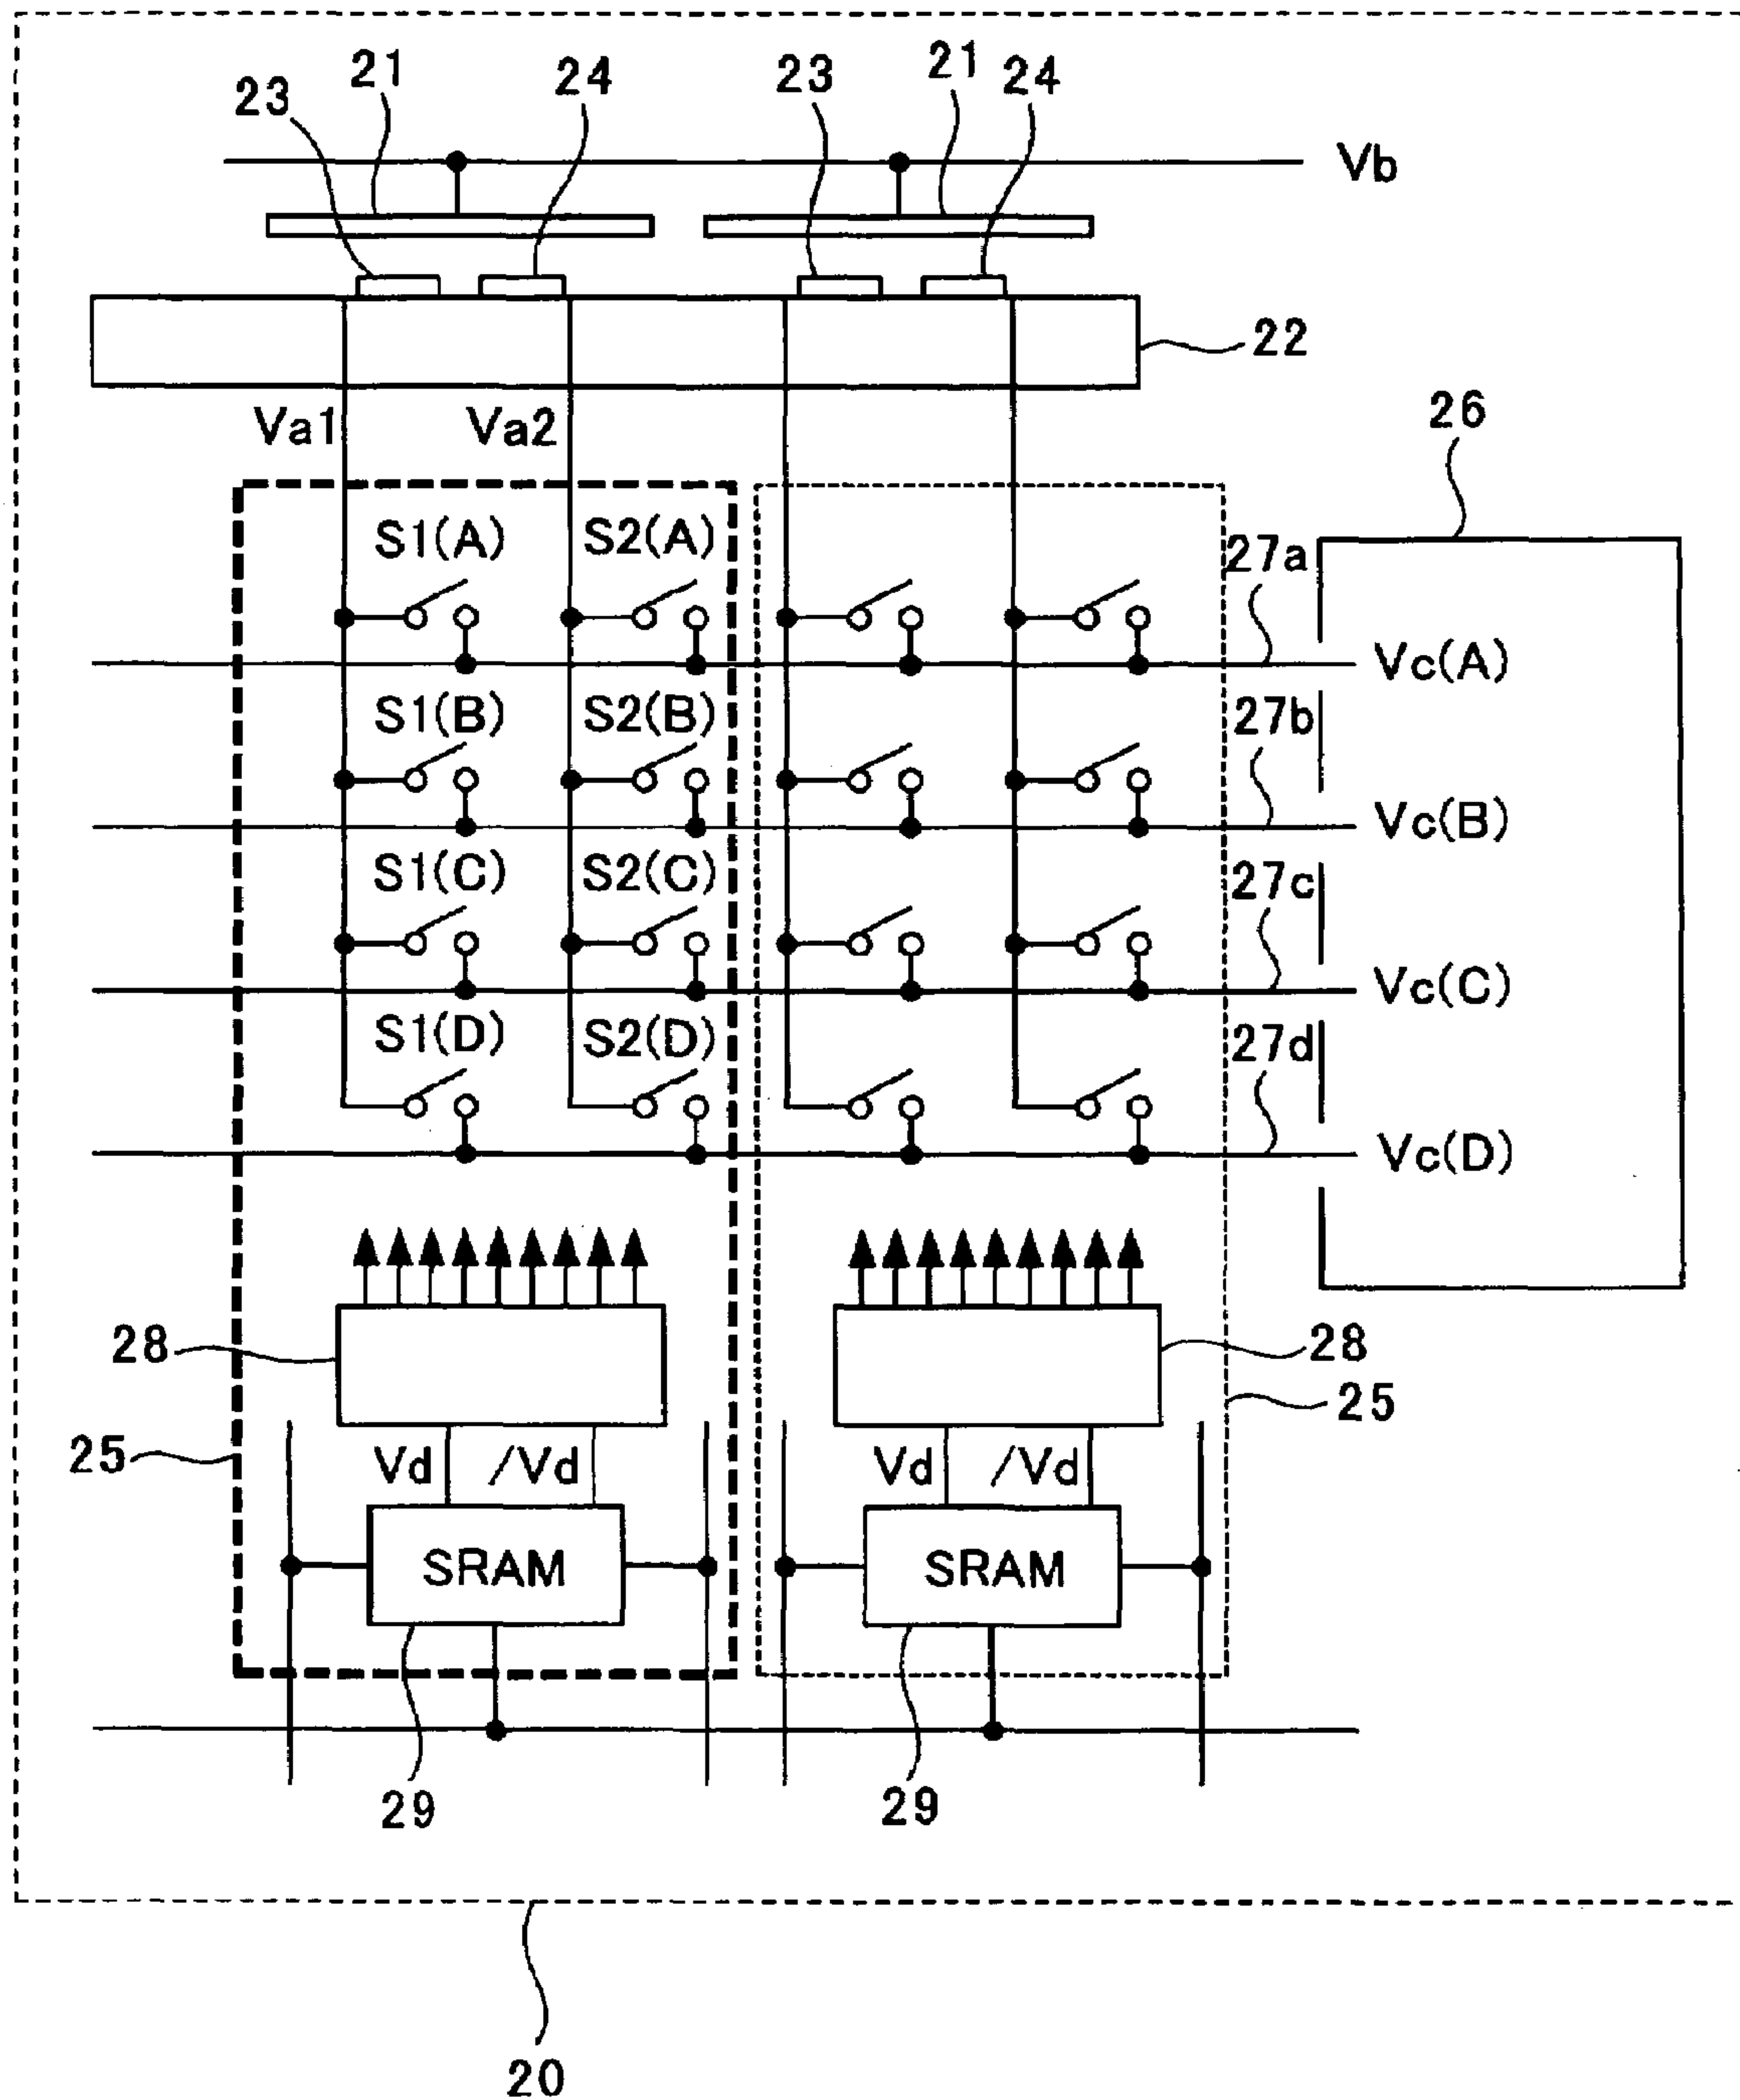 21 24 21
23 23 24
Vb
22
Va1 Va2
26
S1(A) S2(A)
27a
Vc(A)
S1(B) S2(B) 27b
Vc(B)
S1(C) S2(C) 27c
Vc(C)
S1(D) S2(D) 27d
Vc(D)
28 28
25
25 Vd /Vd Vd /Vd
SRAM SRAM
29 29
20